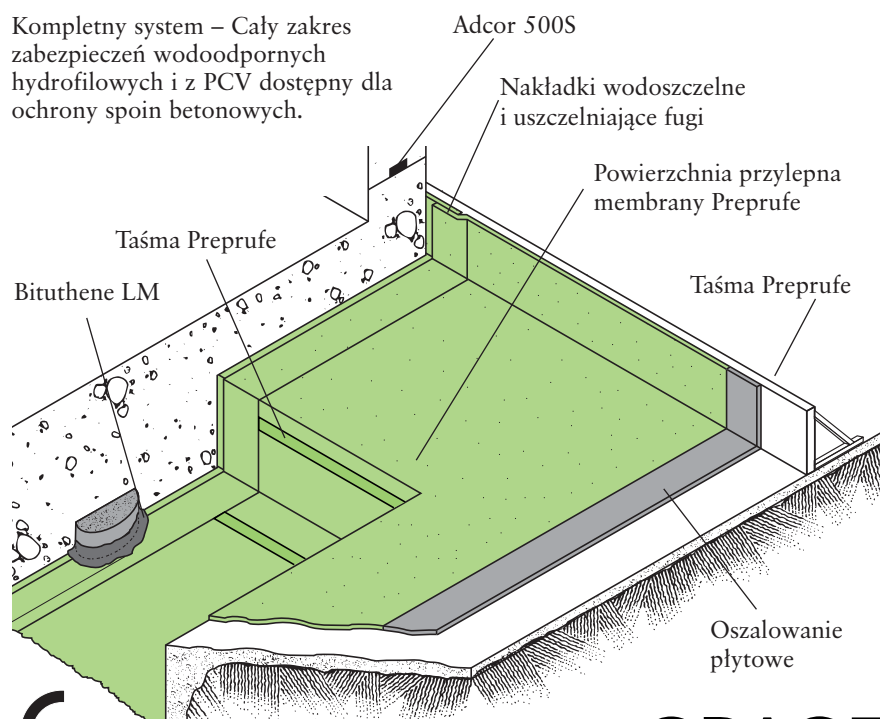 Kompletny system – Cały zakres
zabezpieczeń wodoodpornych
hydrofilowych i z PCV dostępny dla
ochrony spoin betonowych.
Adcor 500S
Nakładki wodoszczelne
i uszczelniające fugi
Powierzchnia przylepna
membrany Preprufe
Taśma Preprufe
Bituthene LM
Taśma Preprufe
Oszalowanie
płytowe